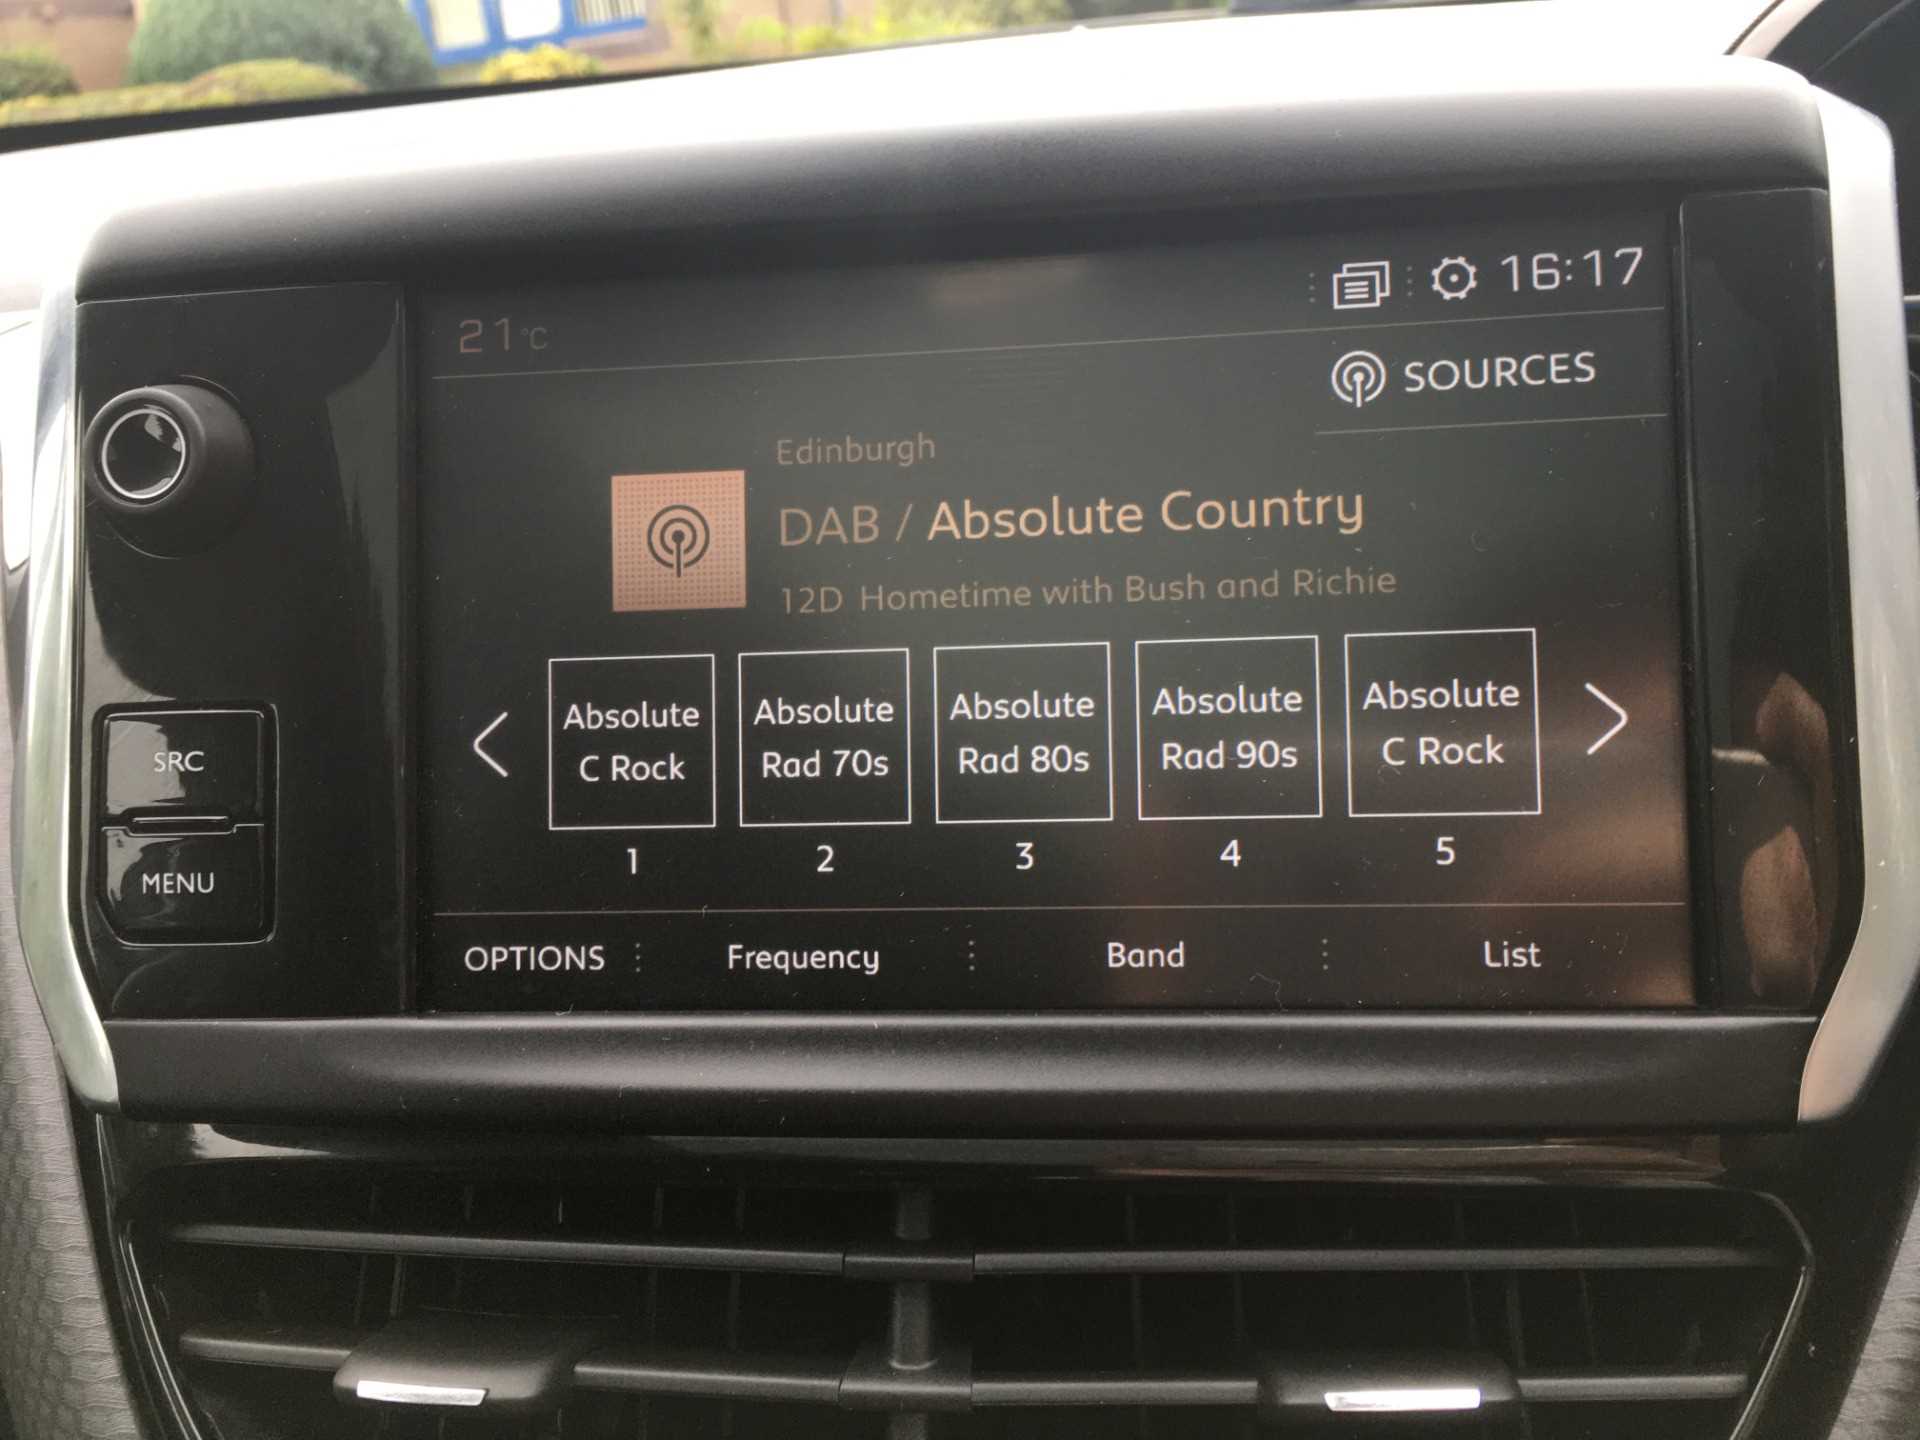 21°C
16:17
SOURCES
Edinburgh
DAB / Absolute Country
12D Hometime with Bush and Richie
Absolute
C Rock
Absolute
Rad 70s
Absolute
Rad 80s
Absolute
Rad 90s
Absolute
C Rock
1
2
3
4
5
OPTIONS
Frequency
Band
List
SRC
MENU